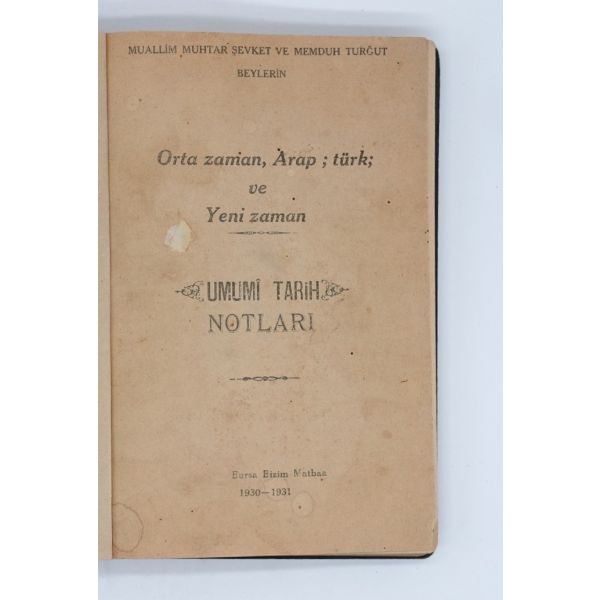 MUALLİM MUHTAR ŞEVKET VE MEMDUH TURĞUT
BEYLERİN
Orta zaman, Arap ; türk;
ve
Yeni zaman
UMUMÎ TARİH
NOTLARI
Bursa Bizim Matbaa
1930—1931